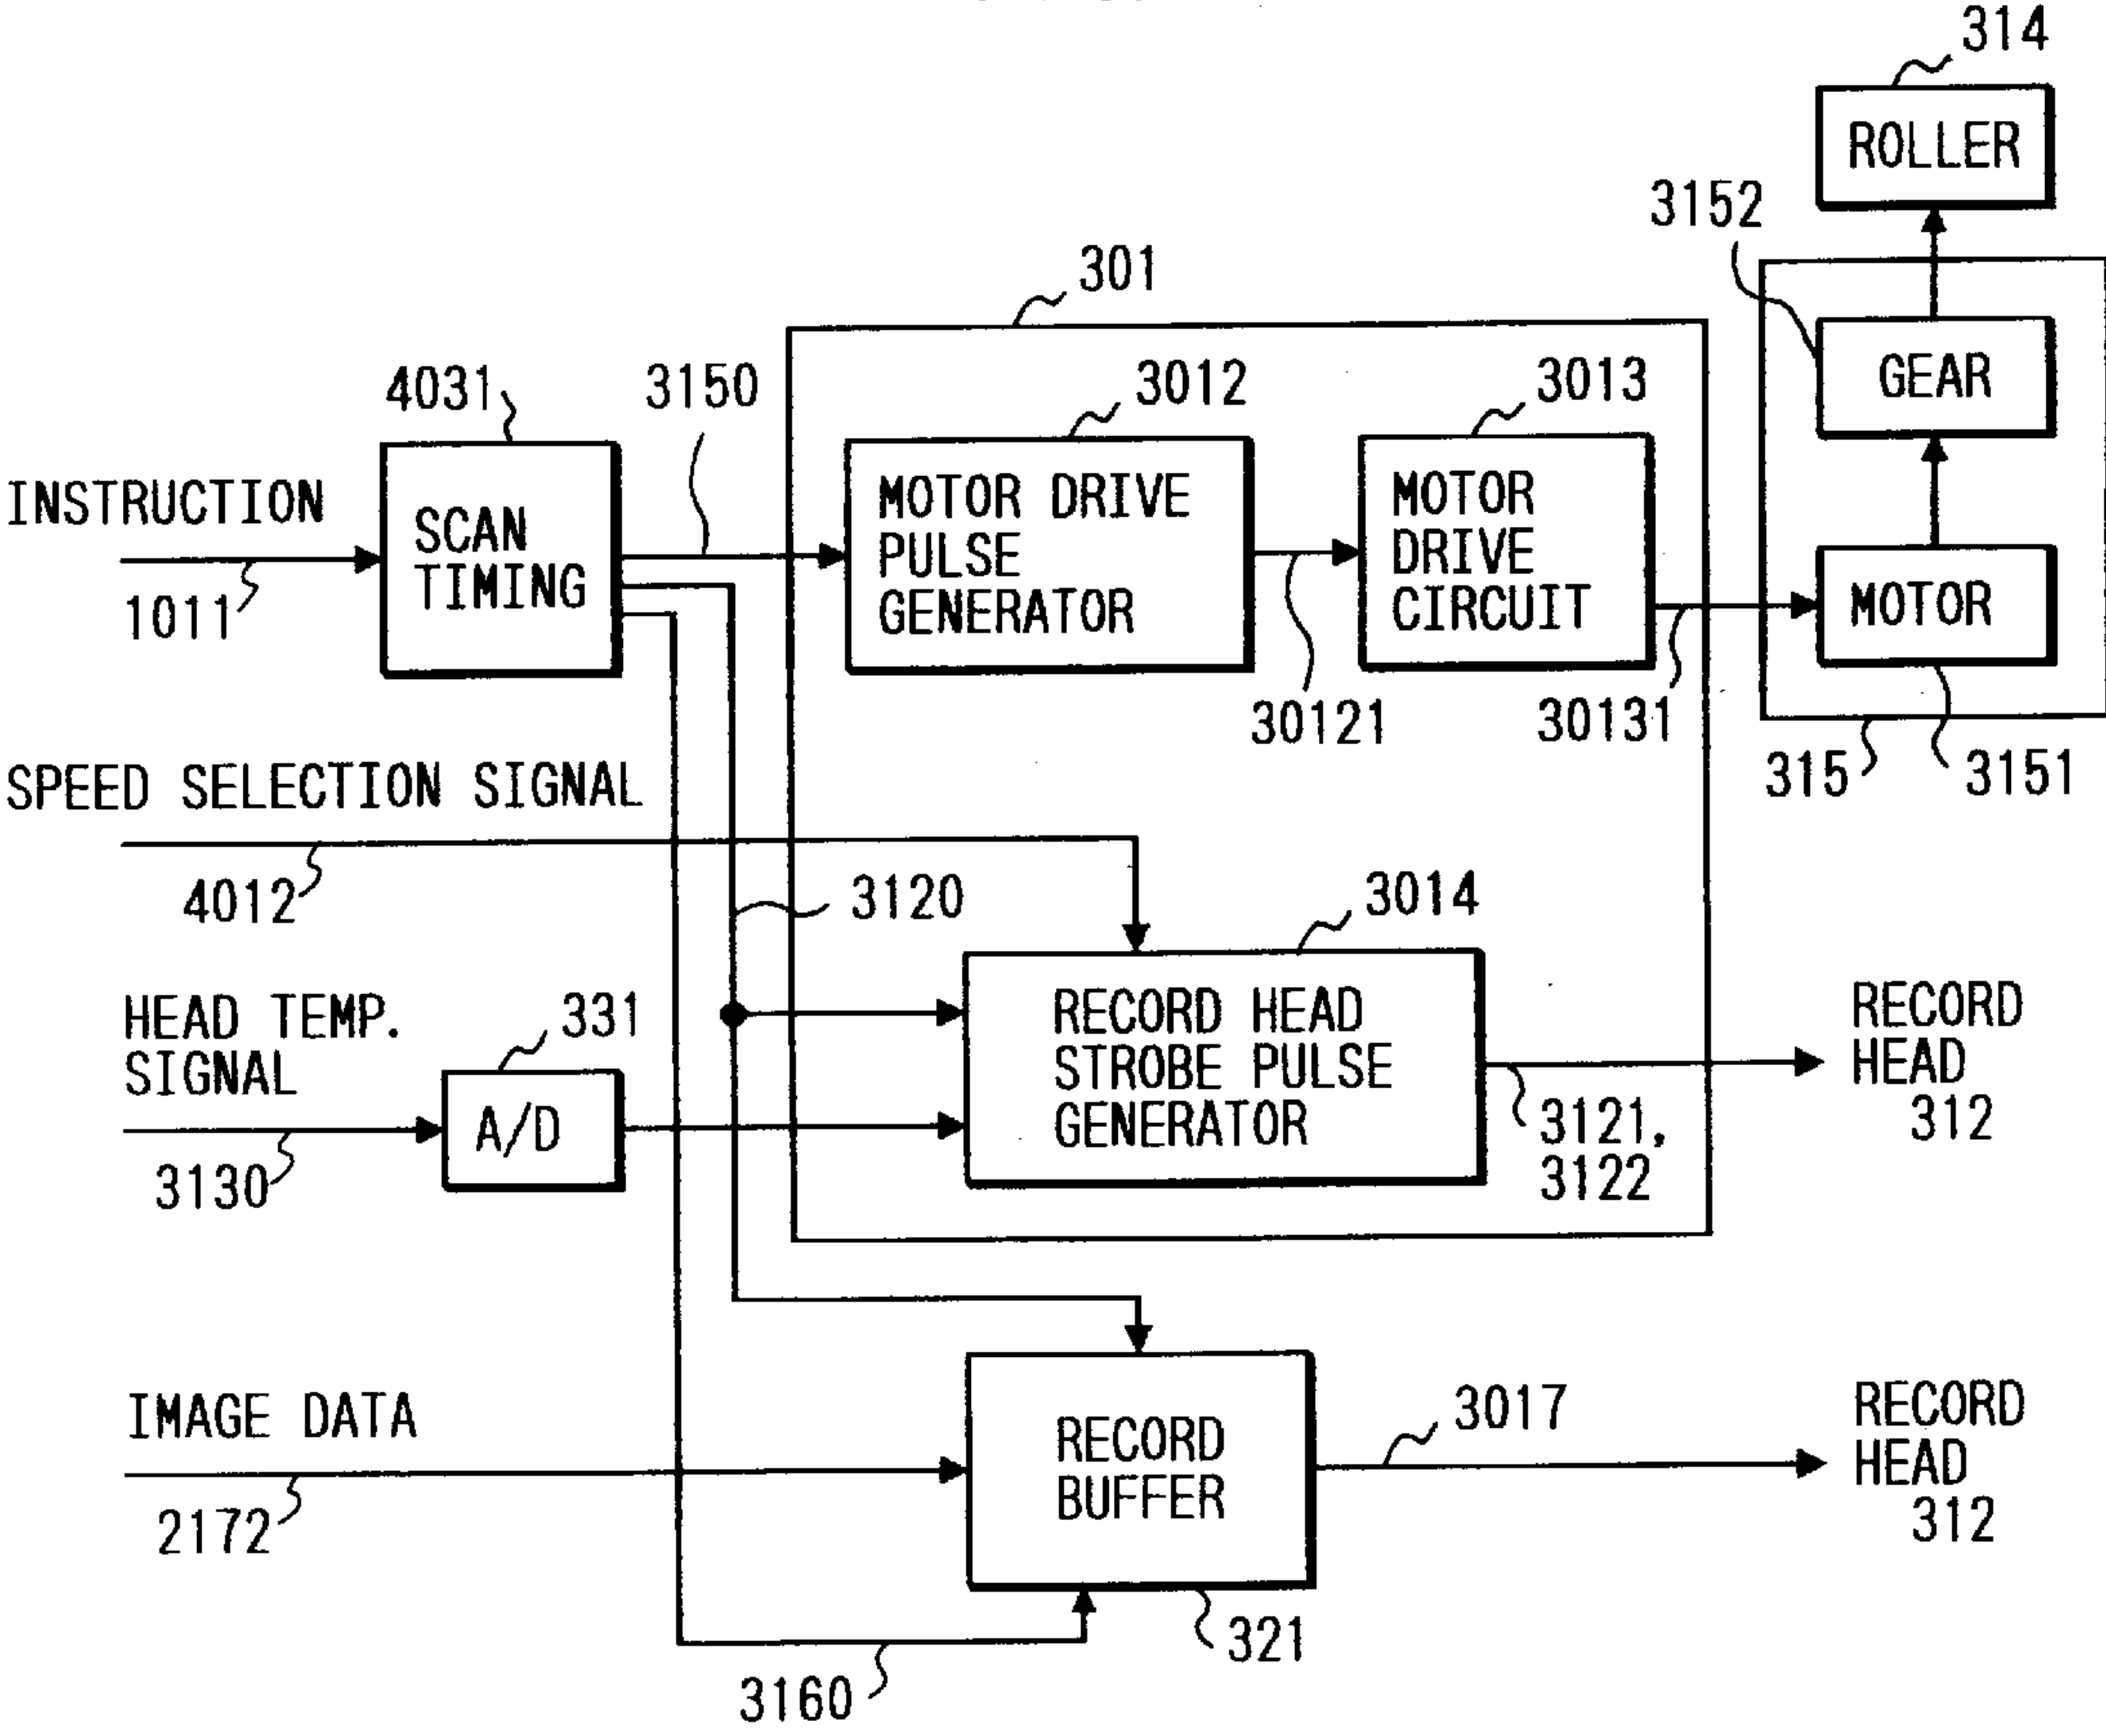 314
ROLLER
3152
301
GEAR
4031
3150
3012
3013
INSTRUCTION
1011
SCAN
TIMING
MOTOR DRIVE
PULSE
GENERATOR
MOTOR
DRIVE
CIRCUIT
MOTOR
30121
30131
315
3151
SPEED SELECTION SIGNAL
4012
3120
3014
HEAD TEMP.
SIGNAL
331
A/D
3130
RECORD HEAD
STROBE PULSE
GENERATOR
3121,
3122
RECORD
HEAD
312
IMAGE DATA
2172
RECORD
BUFFER
3017
RECORD
HEAD
312
321
3160